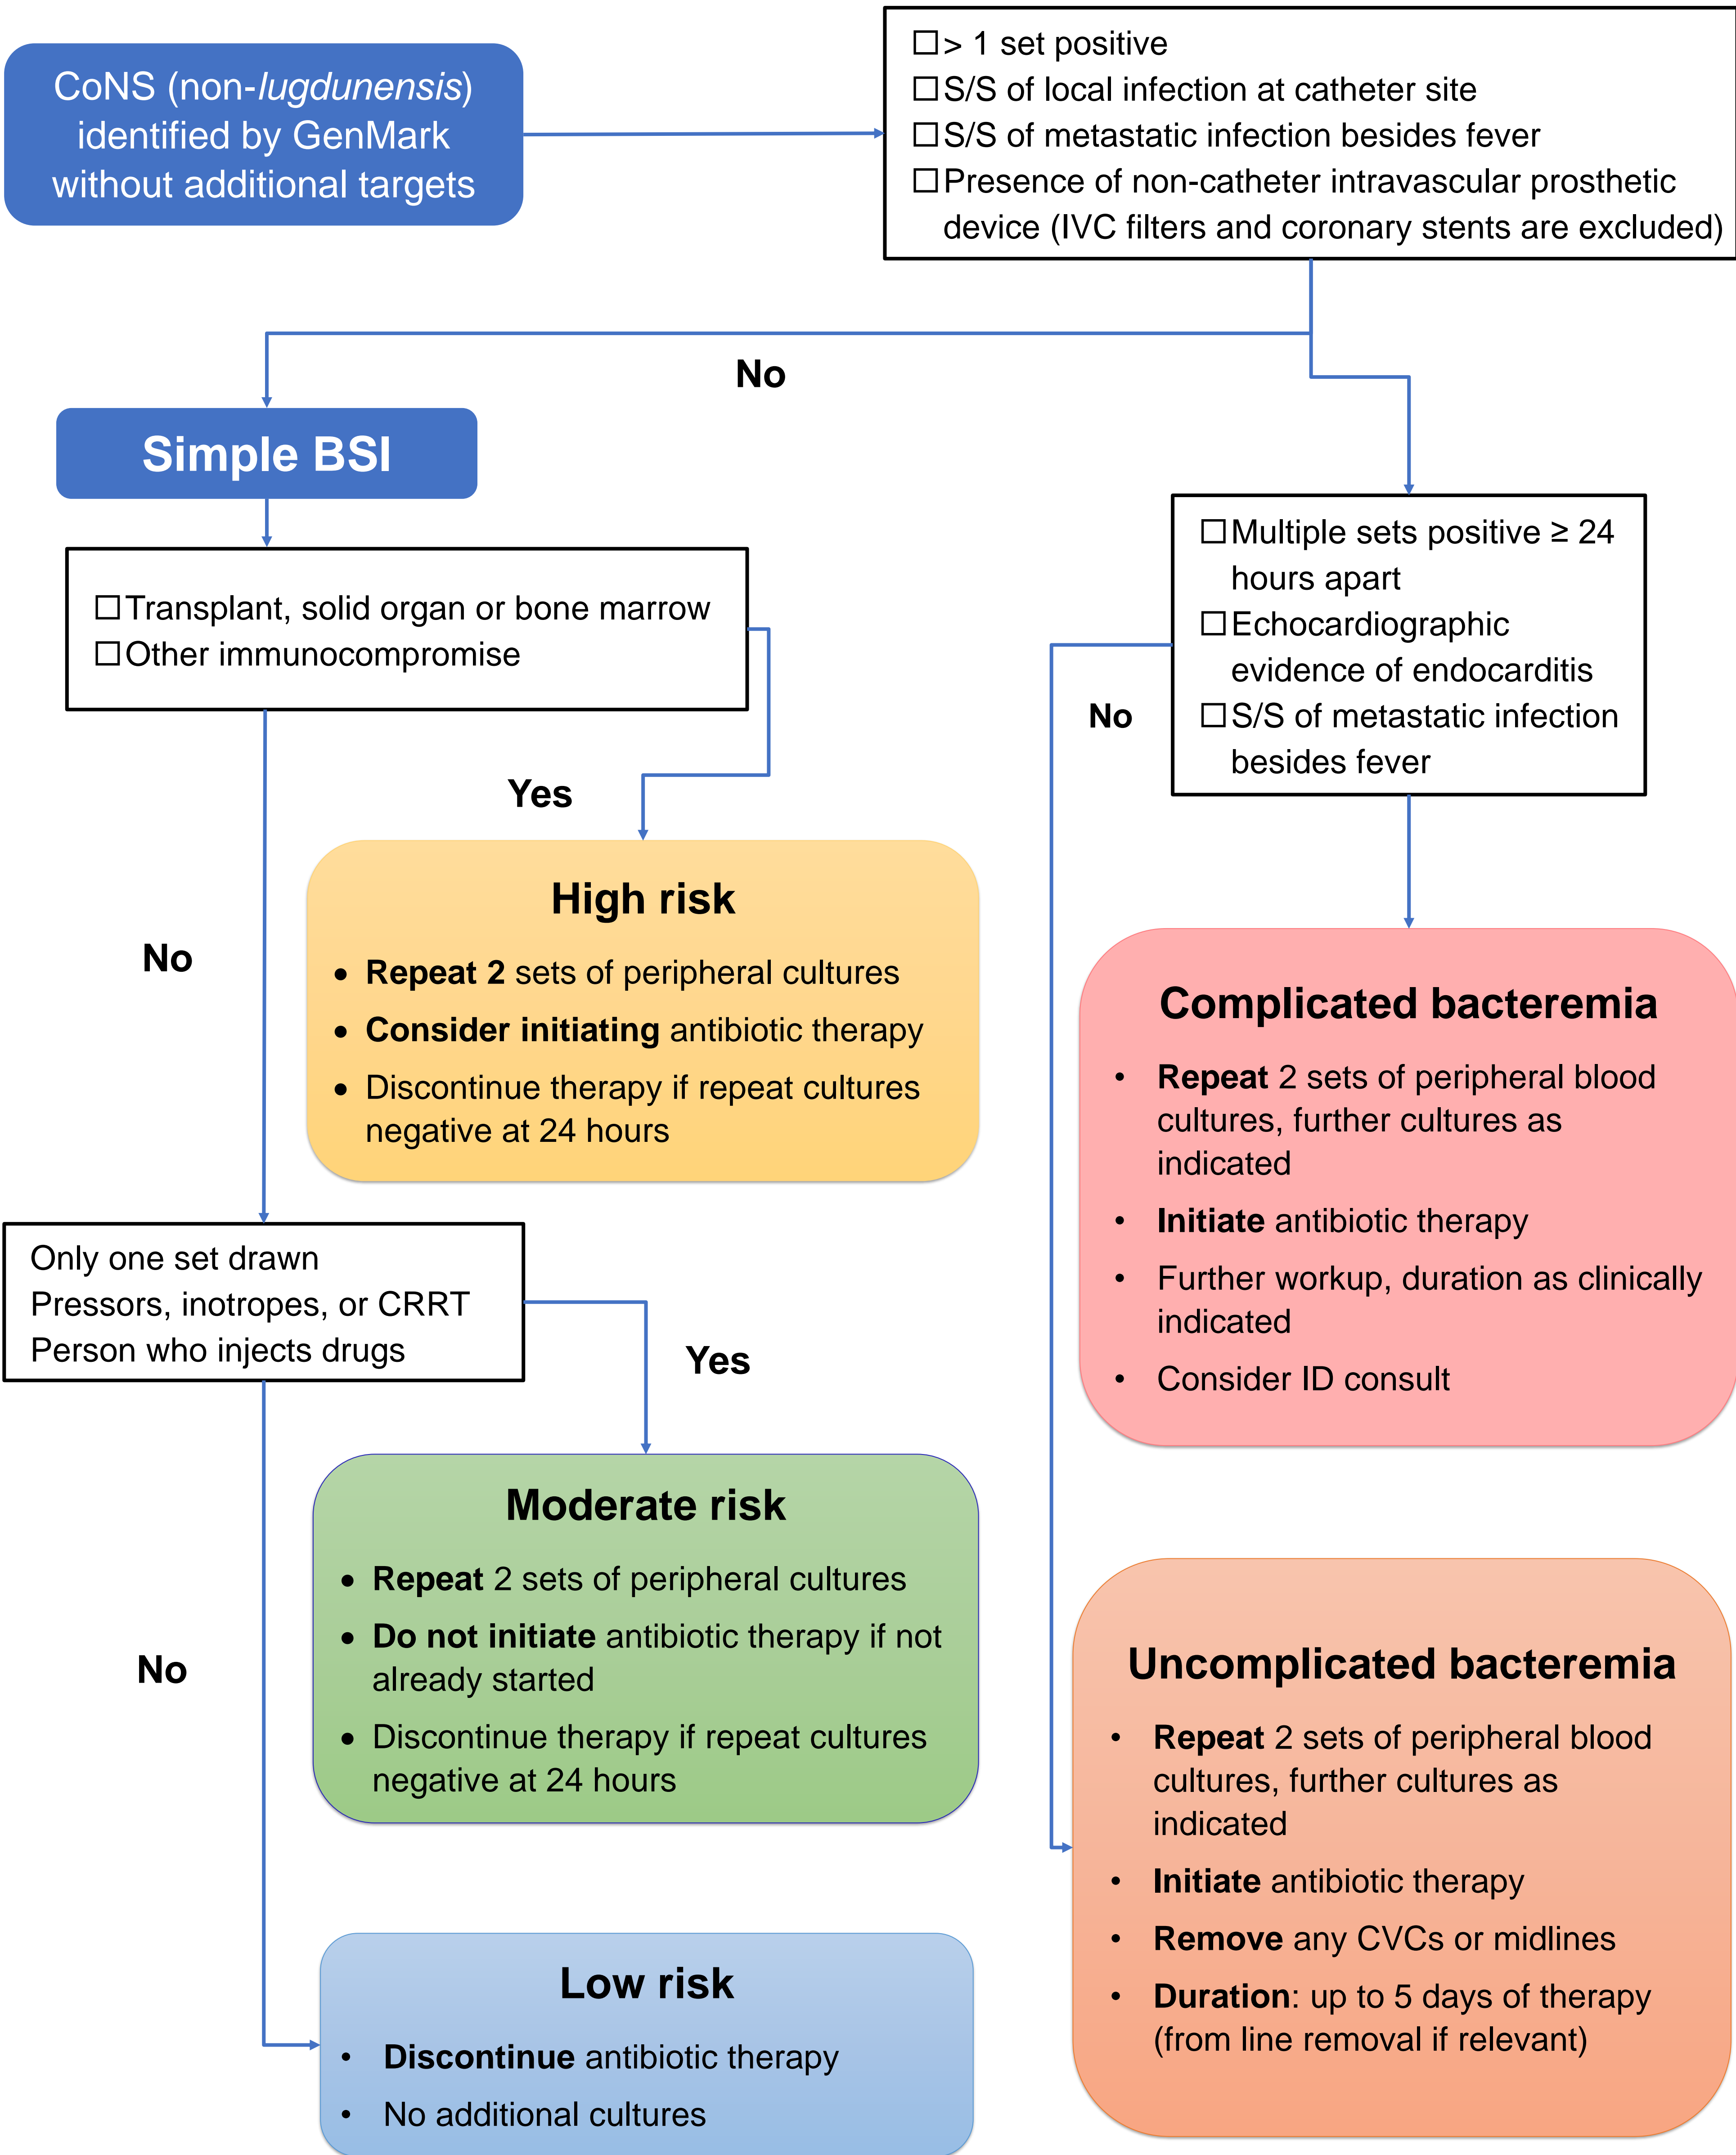 CoNS (non-lugdunensis)
identified by GenMark
without additional targets
☐ > 1 set positive
☐ S/S of local infection at catheter site
☐ S/S of metastatic infection besides fever
☐ Presence of non-catheter intravascular prosthetic
device (IVC filters and coronary stents are excluded)
No
Simple BSI
☐ Transplant, solid organ or bone marrow
☐ Other immunocompromise
Yes
High risk
• Repeat 2 sets of peripheral cultures
• Consider initiating antibiotic therapy
• Discontinue therapy if repeat cultures
negative at 24 hours
No
Only one set drawn
Pressors, inotropes, or CRRT
Person who injects drugs
Yes
Moderate risk
• Repeat 2 sets of peripheral cultures
• Do not initiate antibiotic therapy if not
already started
• Discontinue therapy if repeat cultures
negative at 24 hours
No
Low risk
• Discontinue antibiotic therapy
• No additional cultures
☐ Multiple sets positive ≥ 24
hours apart
☐ Echocardiographic
evidence of endocarditis
☐ S/S of metastatic infection
besides fever
No
Complicated bacteremia
• Repeat 2 sets of peripheral blood
cultures, further cultures as
indicated
• Initiate antibiotic therapy
• Further workup, duration as clinically
indicated
• Consider ID consult
Uncomplicated bacteremia
• Repeat 2 sets of peripheral blood
cultures, further cultures as
indicated
• Initiate antibiotic therapy
• Remove any CVCs or midlines
• Duration: up to 5 days of therapy
(from line removal if relevant)